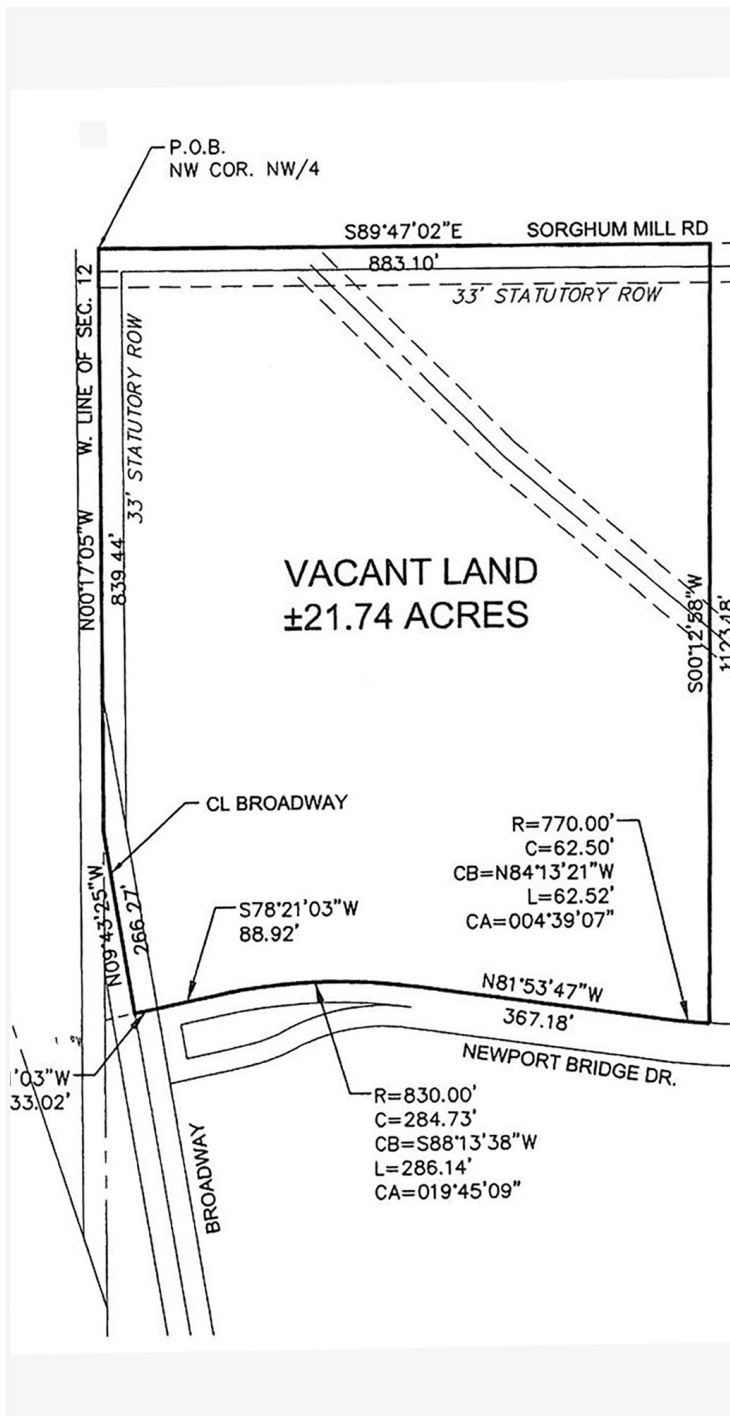 P.O.B.
NW COR. NW/4
S89°47'02"E
SORGHUM MILL RD
883.10'
33' STATUTORY ROW
W. LINE OF SEC. 12
33' STATUTORY ROW
N00°17'05"W
839.44'
VACANT LAND
±21.74 ACRES
S00°12'58"W
1123.18'
CL BROADWAY
R=770.00'
C=62.50'
CB=N84°13'21"W
L=62.52'
CA=004°39'07"
N09°43'25"W
266.27'
S78°21'03"W
88.92'
N81°53'47"W
367.18'
NEWPORT BRIDGE DR.
'03"W
33.02'
R=830.00'
C=284.73'
CB=S88°13'38"W
L=286.14'
CA=019°45'09"
BROADWAY